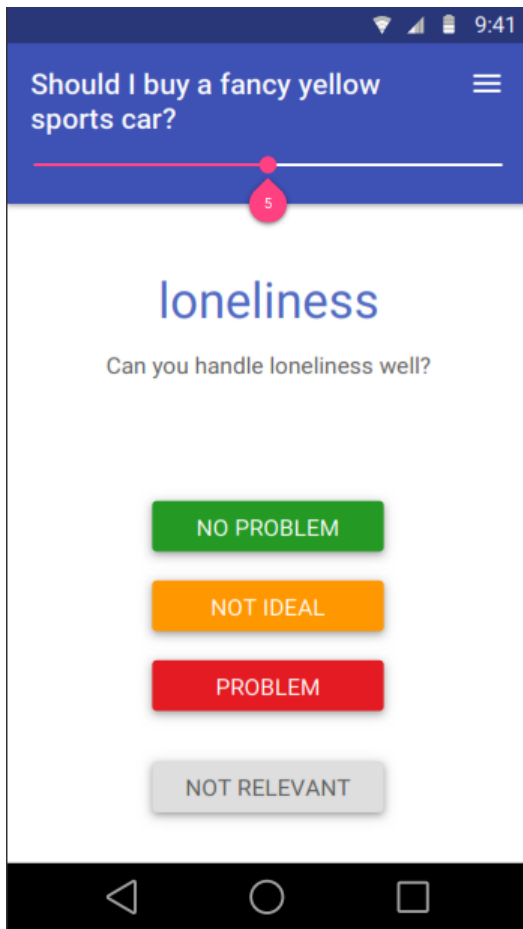 9:41
Should I buy a fancy yellow
sports car?
5
loneliness
Can you handle loneliness well?
NO PROBLEM
NOT IDEAL
PROBLEM
NOT RELEVANT